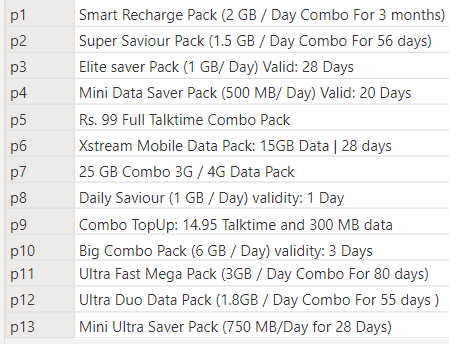 p1 Smart Recharge Pack (2 GB / Day Combo For 3 months)
p2 Super Saviour Pack (1.5 GB / Day Combo For 56 days)
p3 Elite saver Pack (1 GB/ Day) Valid: 28 Days
p4 Mini Data Saver Pack (500 MB/ Day) Valid: 20 Days
p5 Rs. 99 Full Talktime Combo Pack
p6 Xstream Mobile Data Pack: 15GB Data | 28 days
p7 25 GB Combo 3G / 4G Data Pack
p8 Daily Saviour (1 GB / Day) validity: 1 Day
p9 Combo TopUp: 14.95 Talktime and 300 MB data
p10 Big Combo Pack (6 GB / Day) validity: 3 Days
p11 Ultra Fast Mega Pack (3GB / Day Combo For 80 days)
p12 Ultra Duo Data Pack (1.8GB / Day Combo For 55 days )
p13 Mini Ultra Saver Pack (750 MB/Day for 28 Days)